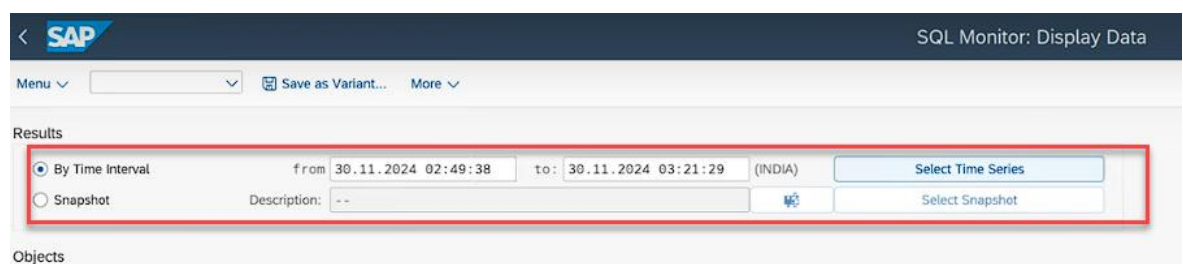 SAP SQL Monitor: Display Data
Menu Save as Variant... More
Results
By Time Interval from 30.11.2024 02:49:38 to: 30.11.2024 03:21:29 (INDIA) Select Time Series
Snapshot Description: -- Select Snapshot
Objects